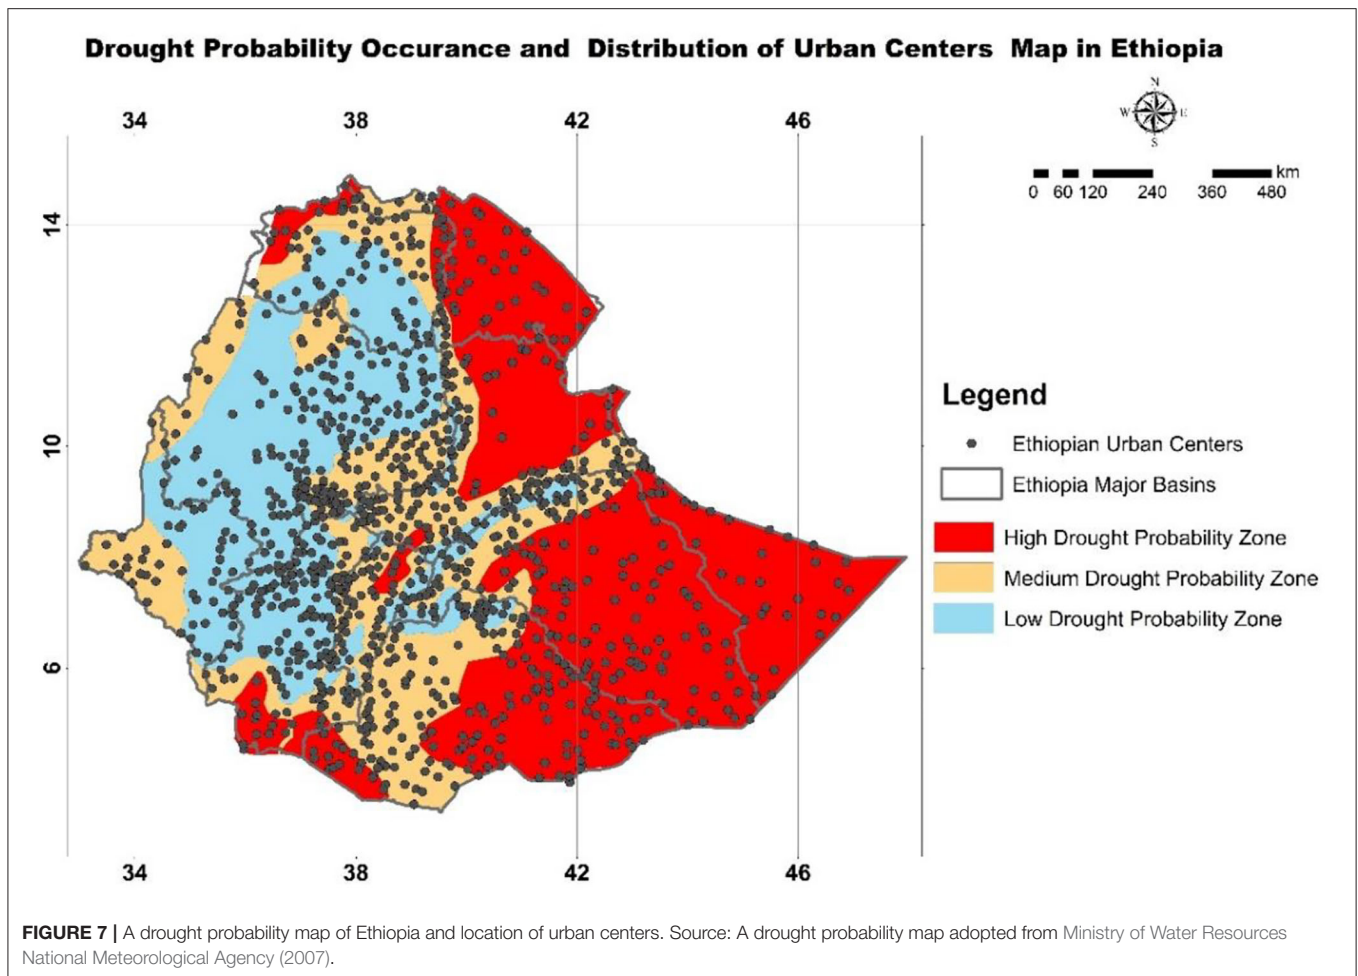 Drought Probability Occurance and Distribution of Urban Centers Map in Ethiopia
N
W E
S
34 38 42 46
km
0 60 120 240 360 480
14
10
6
Legend
Ethiopian Urban Centers
Ethiopia Major Basins
High Drought Probability Zone
Medium Drought Probability Zone
Low Drought Probability Zone
34 38 42 46
FIGURE 7 | A drought probability map of Ethiopia and location of urban centers. Source: A drought probability map adopted from Ministry of Water Resources
National Meteorological Agency (2007).